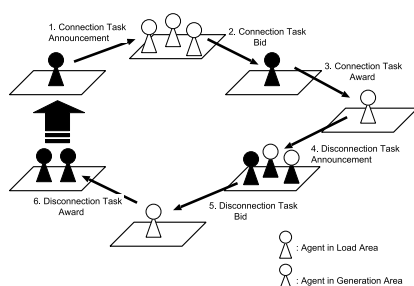 1. Connection Task
Announcement
2. Connection Task
Bid
3. Connection Task
Award
4. Disconnection Task
Announcement
5. Disconnection Task
Bid
6. Disconnection Task
Award
: Agent in Load Area
: Agent in Generation Area